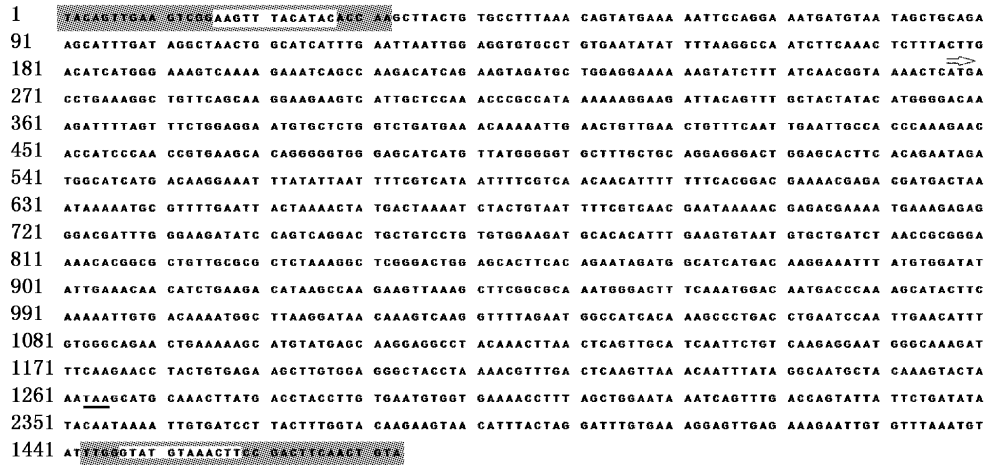 1 TACAGTTGAA GTCGGAAGTT TACATACACC AAGCTTACTG TGCCTTTAAA CAGTATGAAA AATTCCAGGA AATGATGTAA TAGCTGCAGA
91 AGCATTTGAT AGGCTAACTG GCATCATTTG AATTAATTGG AGGTGTGCCT GTGAATATAT TTTAAGGCCA ATCTTCAAAC TCTTTACTTG
181 ACATCATGGG AAAGTCAAAA GAAATCAGCC AAGACATCAG AAGTAGATGC TGGAGGAAAA AAGTATCTTT ATCAACGGTA AAACTCATGA
271 CCTGAAAGGC TGTTCAGCAA GGAAGAAGTC ATTGCTCCAA ACCCGCCATA AAAAAGGAAG ATTACAGTTT GCTACTATAC ATGGGGACAA
361 AGATTTTAGT TTCTGGAGGA ATGTGCTCTG GTCTGATGAA ACAAAAATTG AACTGTTGAA CTGTTTCAAT TGAATTGCCA CCCAAAGAAC
451 ACCATCCCAA CCGTGAAGCA CAGGGGGTGG GAGCATCATG TTATGGGGGT GCTTTGCTGC AGGAGGGACT GGAGCACTTC ACAGAATAGA
541 TGGCATCATG ACAAGGAAAT TTATATTAAT TTTCGTCATA ATTTTCGTCA ACAACATTTT TTTCACGGAC GAAAACGAGA CGATGACTAA
631 ATAAAAATGC GTTTTGAATT ACTAAAACTA TGACTAAAAT CTACTGTAAT TTTCGTCAAC GAATAAAAAC GAGACGAAAA TGAAAGAGAG
721 GGACGATTTG GGAAGATATC CAGTCAGGAC TGCTGTCCTG TGTGGAAGAT GCACACATTT GAAGTGTAAT GTGCTGATCT AACCGCGGGA
811 AAACACGGCG CTGTTGCGCG CTCTAAAGGC TCGGGACTGG AGCACTTCAC AGAATAGATG GCATCATGAC AAGGAAATTT ATGTGGATAT
901 ATTGAAACAA CATCTGAAGA CATAAGCCAA GAAGTTAAAG CTTCGGCGCA AATGGGACTT TCAAATGGAC AATGACCCAA AGCATACTTC
991 AAAAATTGTG ACAAAATGGC TTAAGGATAA CAAAGTCAAG GTTTTAGAAT GGCCATCACA AAGCCCTGAC CTGAATCCAA TTGAACATTT
1081 GTGGGCAGAA CTGAAAAAGC ATGTATGAGC AAGGAGGCCT ACAAACTTAA CTCAGTTGCA TCAATTCTGT CAAGAGGAAT GGGCAAAGAT
1171 TTCAAGAACC TACTGTGAGA AGCTTGTGGA GGGCTACCTA AAACGTTTGA CTCAAGTTAA ACAATTTATA GGCAATGCTA CAAAGTACTA
1261 AATAAGCATG CAAACTTATG ACCTACCTTG TGAATGTGGT GAAAACCTTT AGCTGGAATA AATCAGTTTG ACCAGTATTA TTCTGATATA
2351 TACAATAAAA TTGTGATCCT TACTTTGGTA CAAGAAGTAA CATTTACTAG GATTTGTGAA GAGTTGAGAG AAAGAATTGT GTTTAAATGT
1441 ATTTTGGGTAT GTAAACTTCC GACTTCAACT GTA